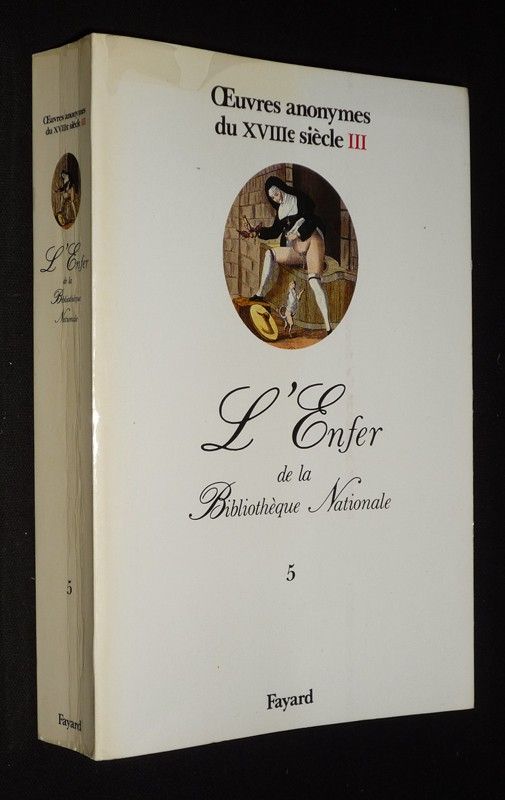 Œuvres anonymes
du XVIIIe siècle III
L'Enfer
de la
Bibliothèque Nationale
5
Fayard
Œuvres anonymes
du XVIIIe siècle II
L'Enfer
de la
Bibliothèque
Nationale
5
Fayard